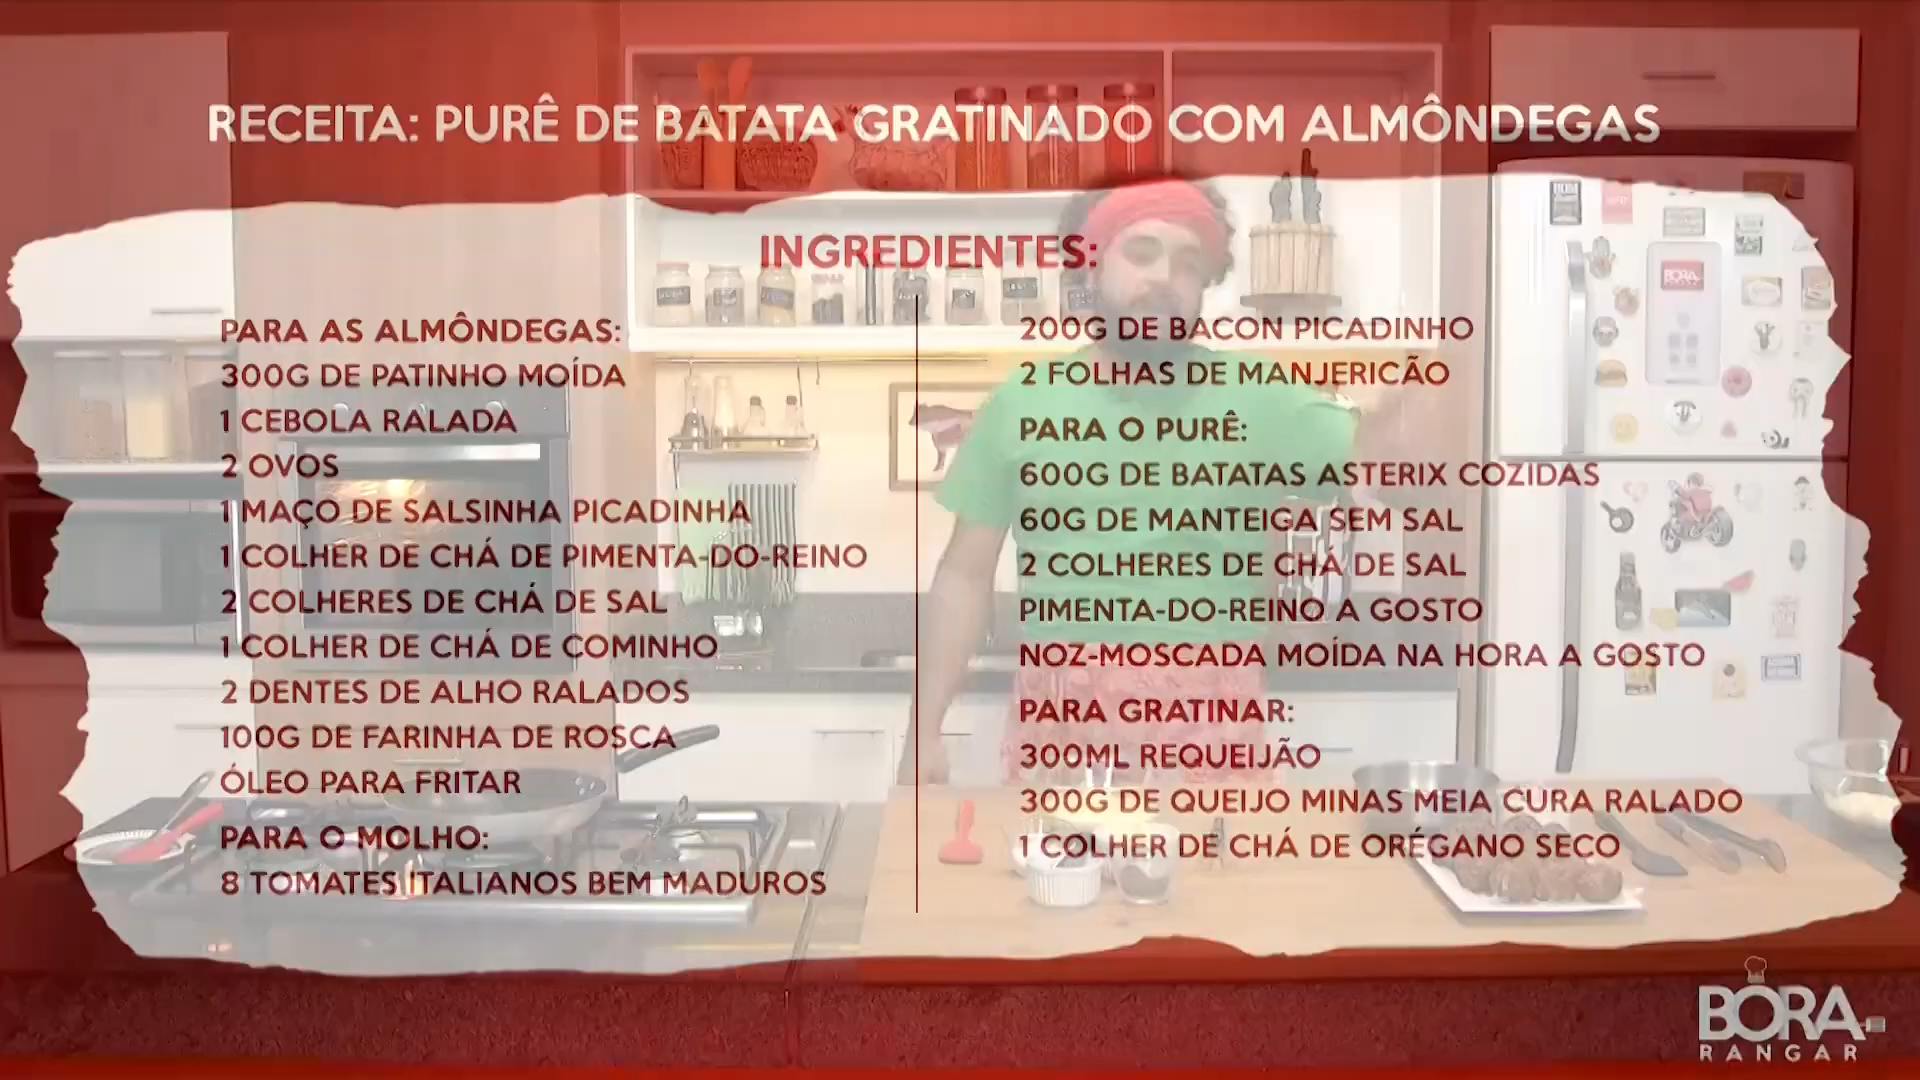 RECEITA: PURÊ DE BATATA GRATINADO COM ALMÔNDEGAS
INGREDIENTES:
PARA AS ALMÔNDEGAS:
300G DE PATINHO MOÍDA
1 CEBOLA RALADA
2 OVOS
1 MAÇO DE SALSINHA PICADINHA
1 COLHER DE CHÁ DE PIMENTA-DO-REINO
2 COLHERES DE CHÁ DE SAL
1 COLHER DE CHÁ DE COMINHO
2 DENTES DE ALHO RALADOS
100G DE FARINHA DE ROSCA
ÓLEO PARA FRITAR
PARA O MOLHO:
8 TOMATES ITALIANOS BEM MADUROS
200G DE BACON PICADINHO
2 FOLHAS DE MANJERICÃO
PARA O PURÊ:
600G DE BATATAS ASTERIX COZIDAS
60G DE MANTEIGA SEM SAL
2 COLHERES DE CHÁ DE SAL
PIMENTA-DO-REINO A GOSTO
NOZ-MOSCADA MOÍDA NA HORA A GOSTO
PARA GRATINAR:
300ML REQUEIJÃO
300G DE QUEIJO MINAS MEIA CURA RALADO
1 COLHER DE CHÁ DE ORÉGANO SECO
BORA
BORA
RANGAR